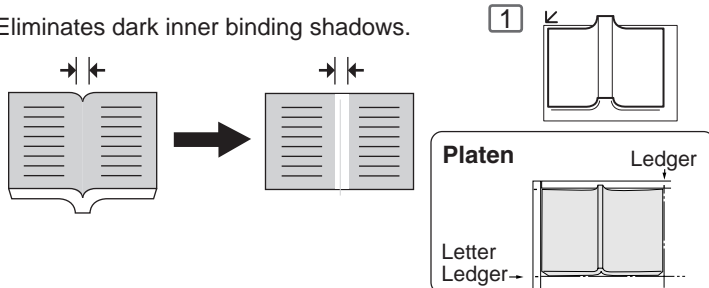 Eliminates dark inner binding shadows.
1
Platen
Ledger
Letter
Ledger